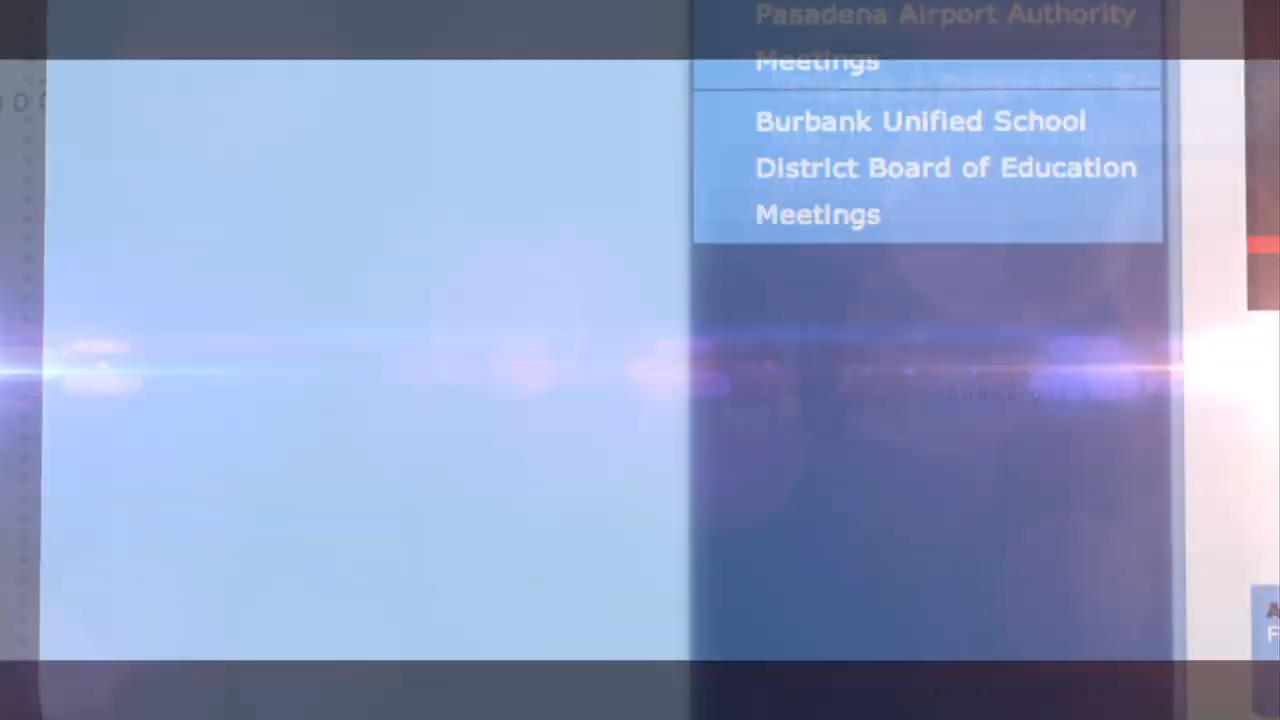 Pasadena Airport Authority
Meetings
Burbank Unified School
District Board of Education
Meetings